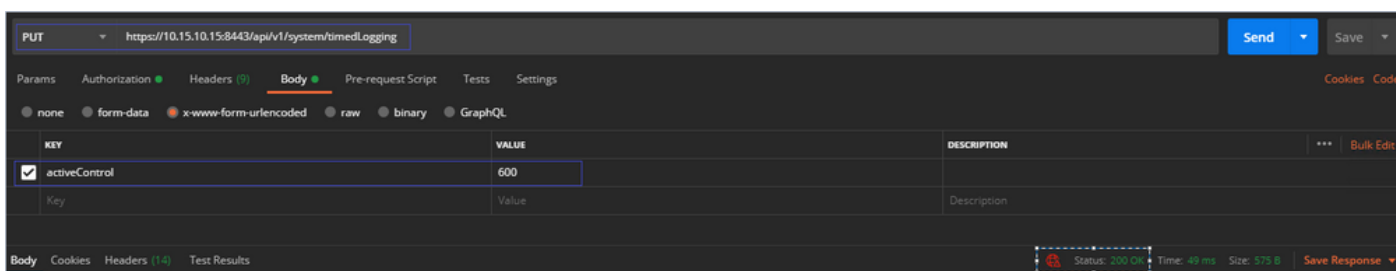 PUT https://10.15.10.15:8443/api/v1/system/timedLogging Send Save
Params Authorization Headers (9) Body Pre-request Script Tests Settings Cookies Code
none form-data x-www-form-urlencoded raw binary GraphQL
KEY VALUE DESCRIPTION ••• Bulk Edit
activeControl 600
Key Value Description
Body Cookies Headers (14) Test Results Status: 200 OK Time: 49 ms Size: 575 B Save Response